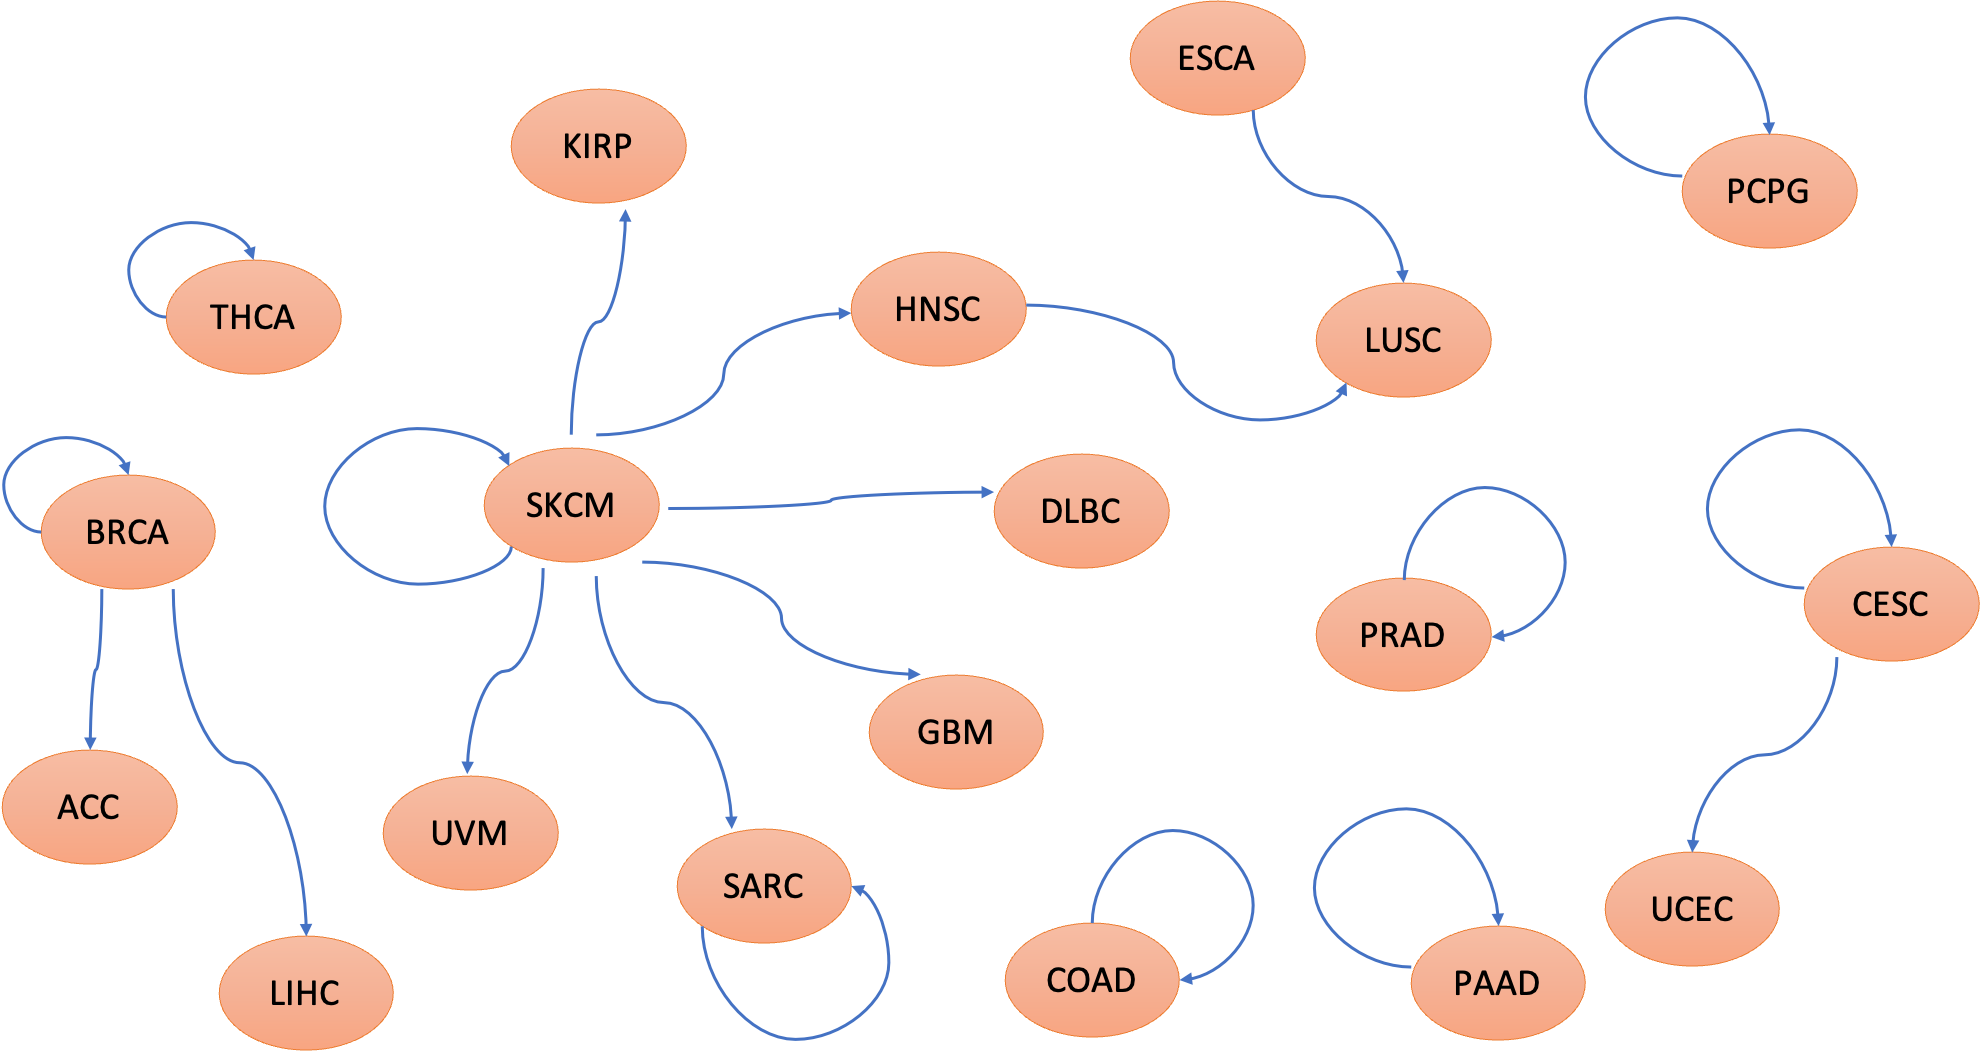 ESCA
KIRP
PCPG
THCA
HNSC
LUSC
SKCM
DLBC
BRCA
CESC
PRAD
GBM
ACC
UVM
SARC
UCEC
COAD
PAAD
LIHC